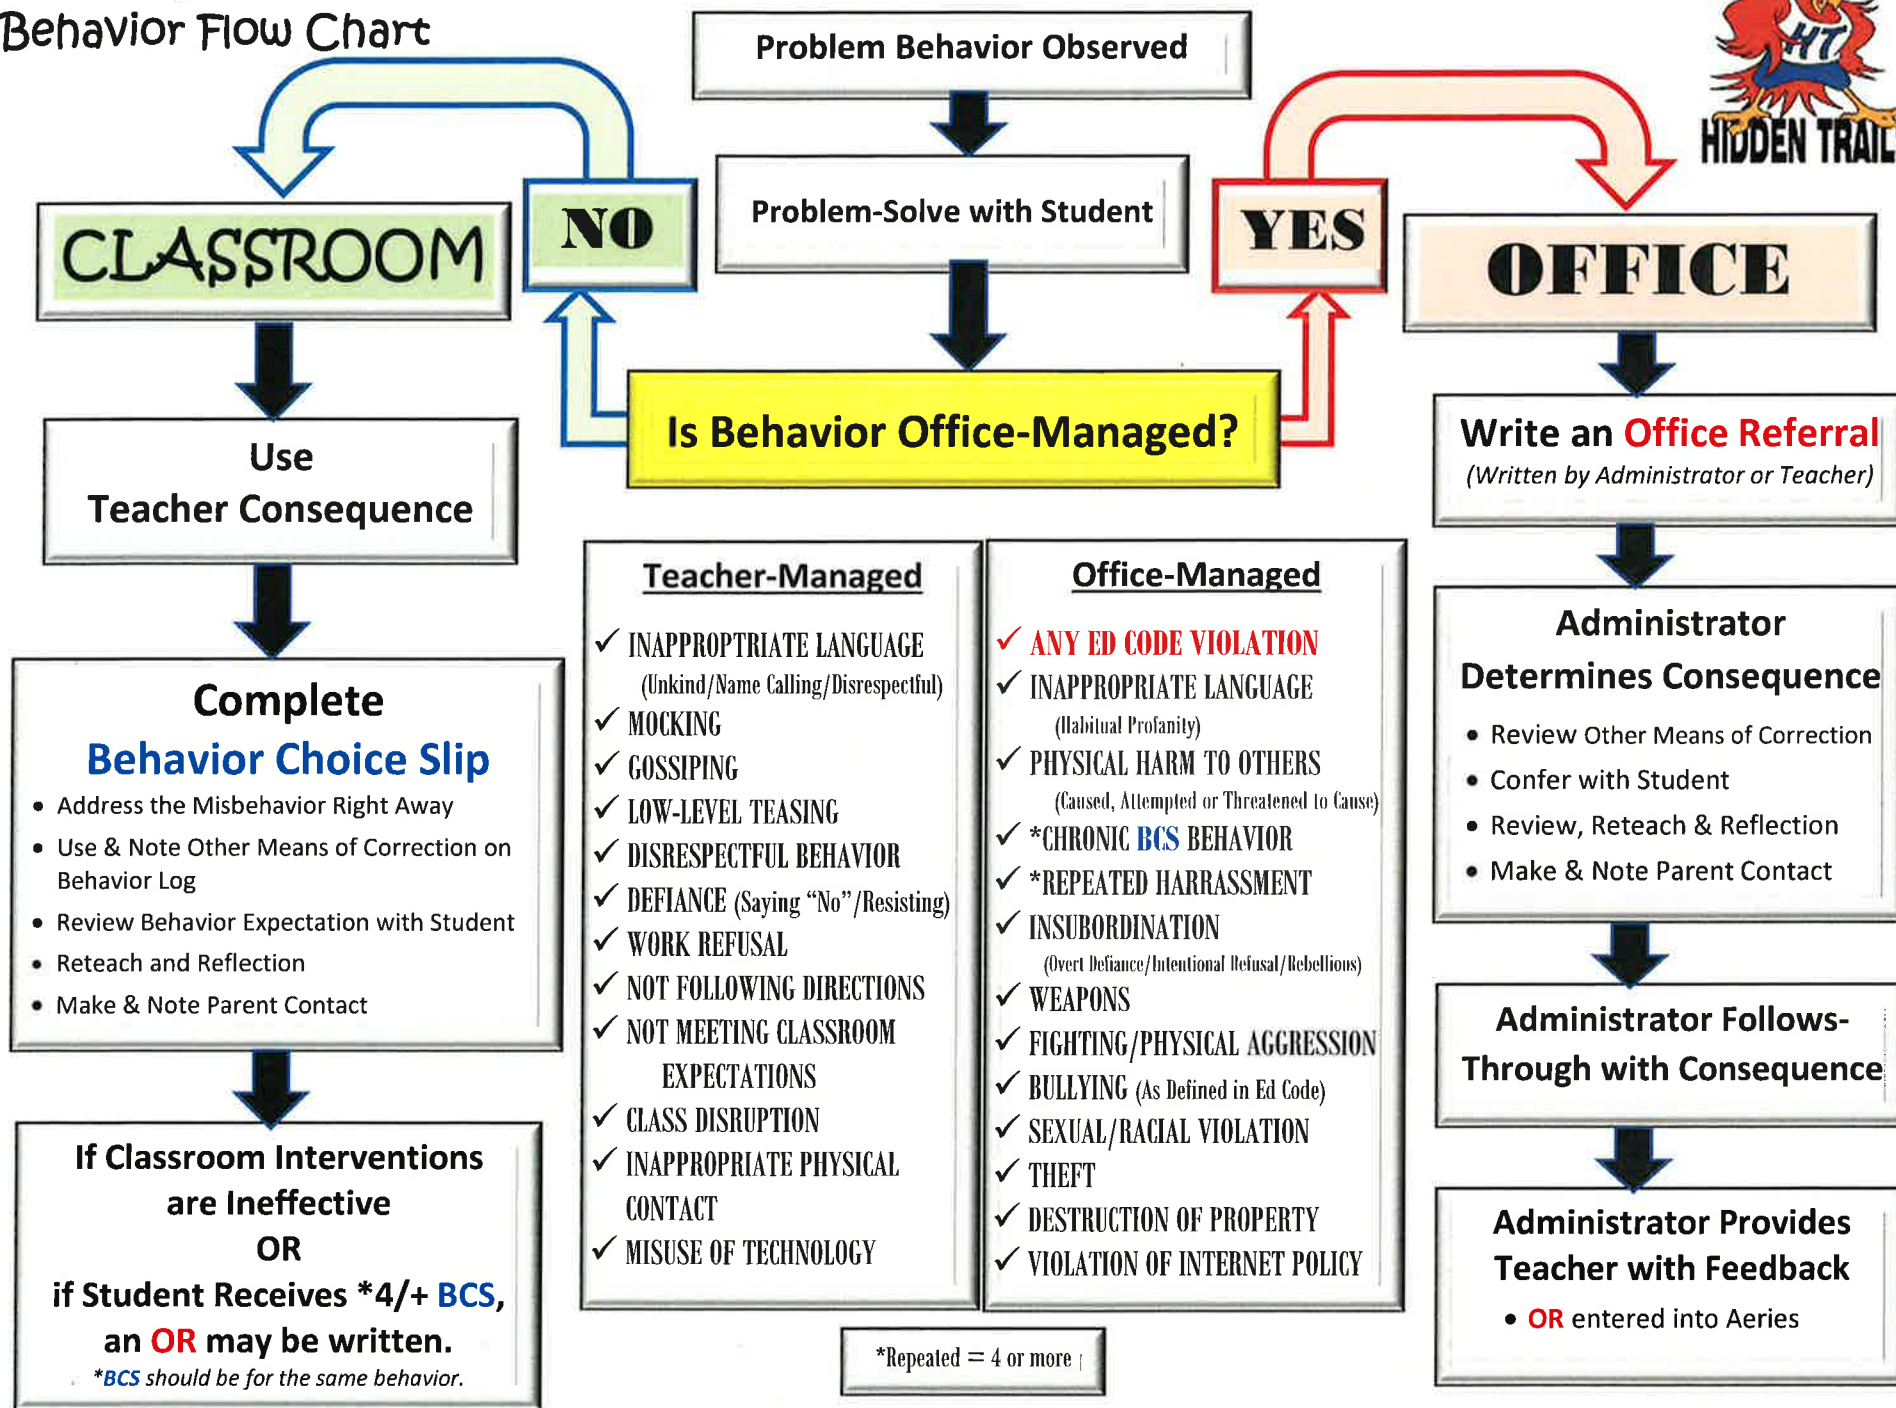 Behavior Flow Chart
Problem Behavior Observed
HT
HIDDEN TRAIL
Problem-Solve with Student
NO
YES
CLASSROOM
OFFICE
Is Behavior Office-Managed?
Use
Teacher Consequence
Complete
Behavior Choice Slip
• Address the Misbehavior Right Away
• Use & Note Other Means of Correction on
Behavior Log
• Review Behavior Expectation with Student
• Reteach and Reflection
• Make & Note Parent Contact
If Classroom Interventions
are Ineffective
OR
if Student Receives *4/+ BCS,
an OR may be written.
*BCS should be for the same behavior.
Teacher-Managed
✓ INAPPROPTRIATE LANGUAGE
(Unkind/Name Calling/Disrespectful)
✓ MOCKING
✓ GOSSIPING
✓ LOW-LEVEL TEASING
✓ DISRESPECTFUL BEHAVIOR
✓ DEFIANCE (Saying “No”/Resisting)
✓ WORK REFUSAL
✓ NOT FOLLOWING DIRECTIONS
✓ NOT MEETING CLASSROOM
EXPECTATIONS
✓ CLASS DISRUPTION
✓ INAPPROPRIATE PHYSICAL
CONTACT
✓ MISUSE OF TECHNOLOGY
Office-Managed
✓ ANY ED CODE VIOLATION
✓ INAPPROPRIATE LANGUAGE
(Habitual Profanity)
✓ PHYSICAL HARM TO OTHERS
(Caused, Attempted or Threatened to Cause)
✓ *CHRONIC BCS BEHAVIOR
✓ *REPEATED HARRASSMENT
✓ INSUBORDINATION
(Overt Defiance/Intentional Refusal/Rebellious)
✓ WEAPONS
✓ FIGHTING/PHYSICAL AGGRESSION
✓ BULLYING (As Defined in Ed Code)
✓ SEXUAL/RACIAL VIOLATION
✓ THEFT
✓ DESTRUCTION OF PROPERTY
✓ VIOLATION OF INTERNET POLICY
*Repeated = 4 or more
Write an Office Referral
(Written by Administrator or Teacher)
Administrator
Determines Consequence
• Review Other Means of Correction
• Confer with Student
• Review, Reteach & Reflection
• Make & Note Parent Contact
Administrator Follows-
Through with Consequence
Administrator Provides
Teacher with Feedback
• OR entered into Aeries